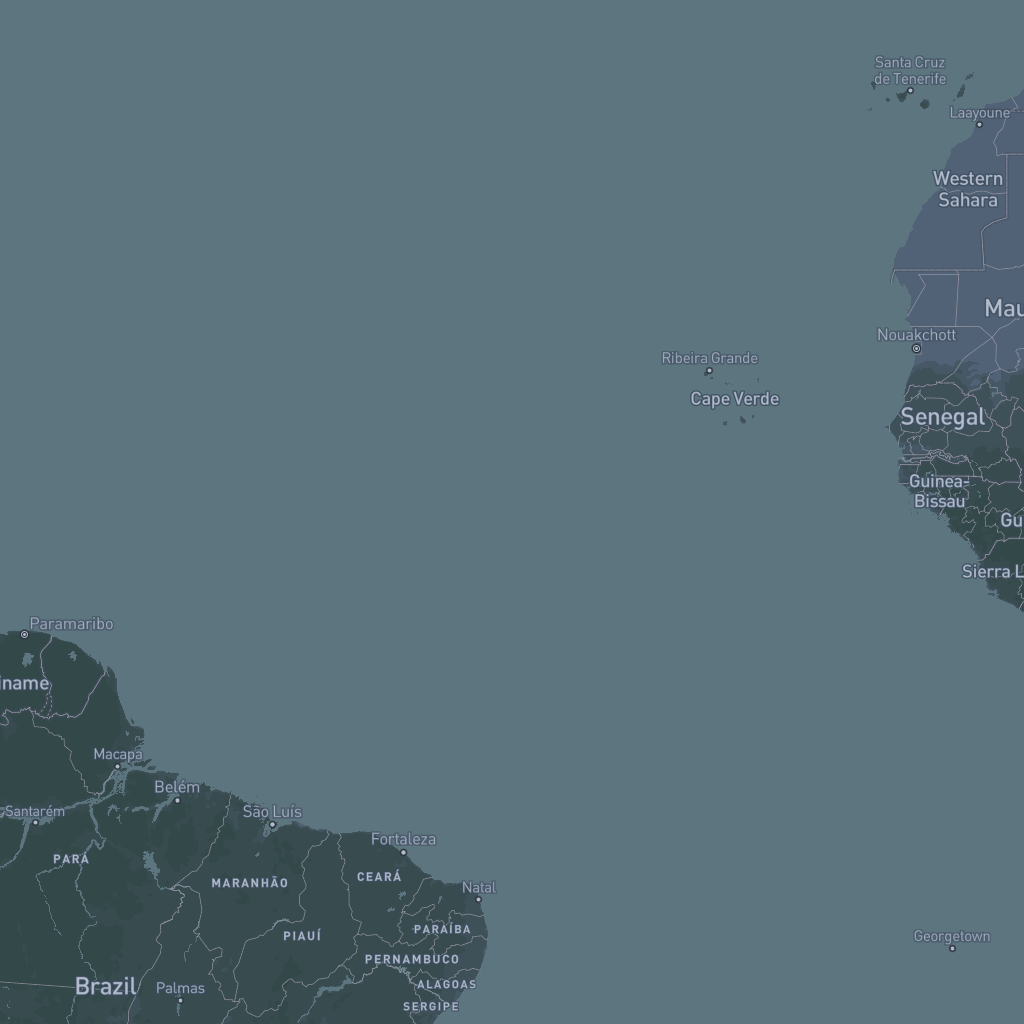 Santa Cruz
de Tenerife
Laayoune
Western
Sahara
Mau
Nouakchott
Ribeira Grande
Cape Verde
Senegal
Guinea-
Bissau
Gu
Sierra L
Paramaribo
iname
Macapá
Belém
Santarém
São Luís
Fortaleza
PARÁ
CEARÁ
MARANHÃO
Natal
PARAÍBA
PIAUÍ
Georgetown
PERNAMBUCO
ALAGOAS
Brazil
Palmas
SERGIPE